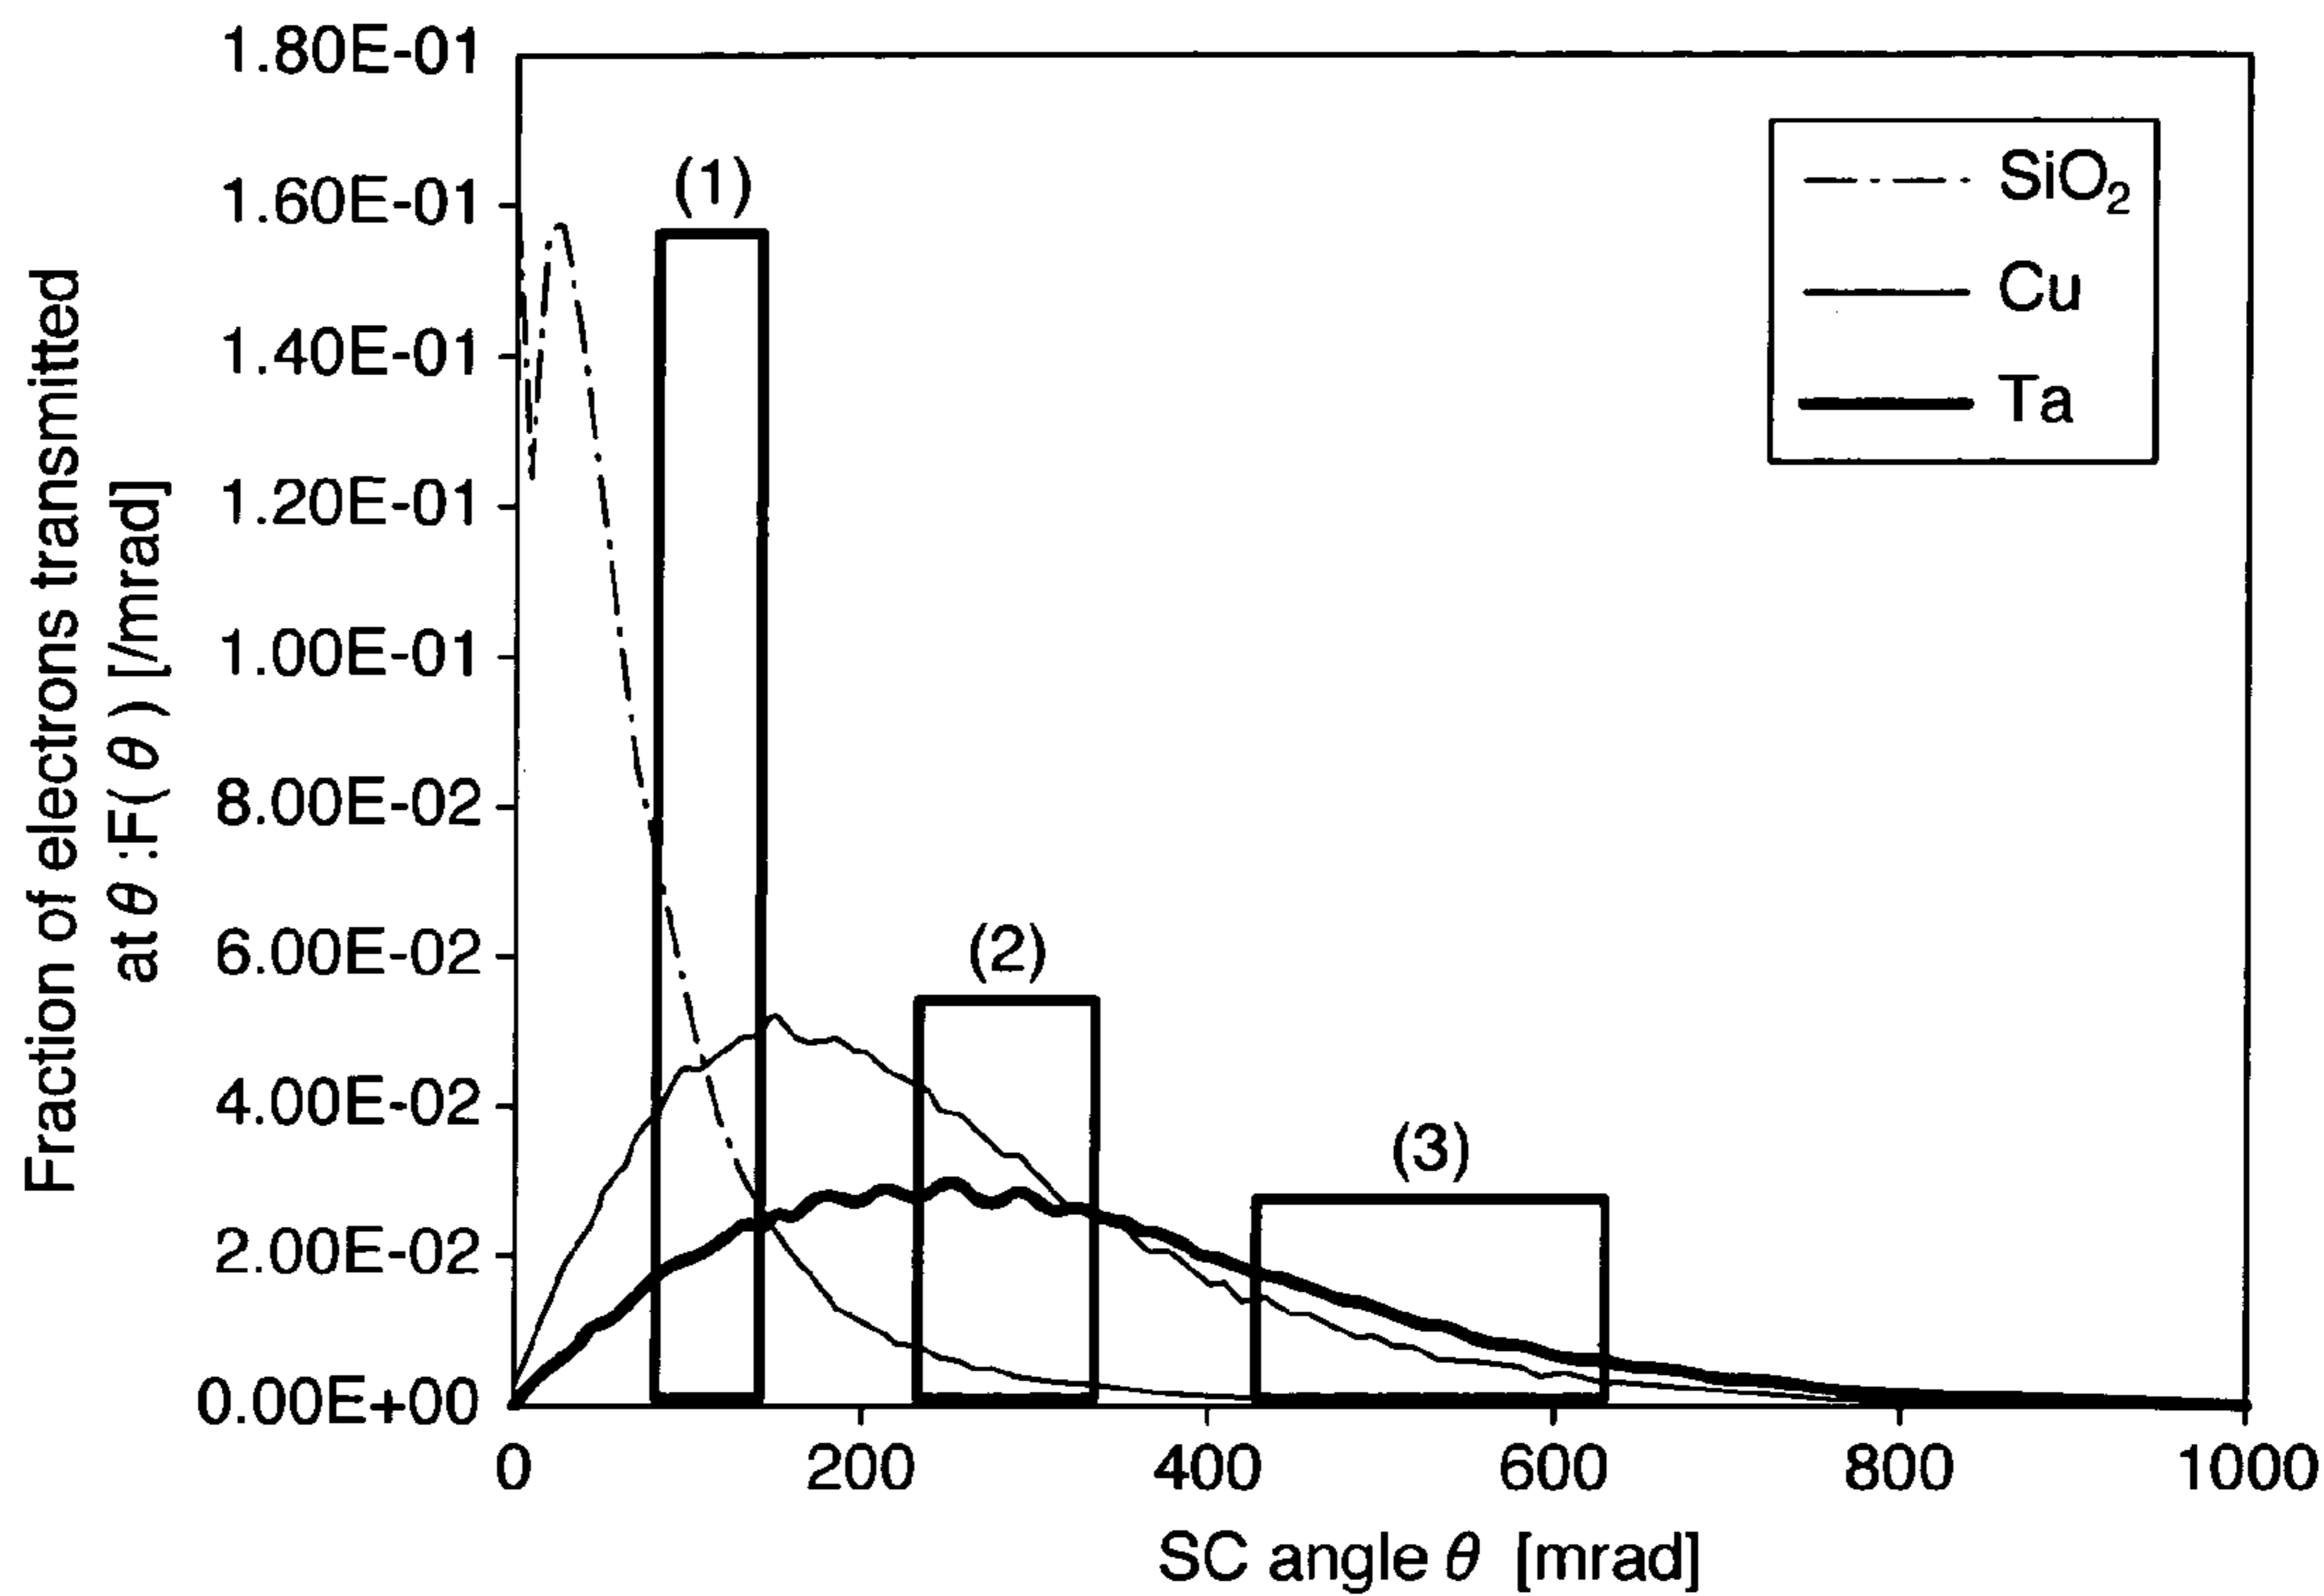 Fraction of electrons transmitted
at θ :F( θ ) [/mrad]
1.80E-01
1.60E-01
1.40E-01
1.20E-01
1.00E-01
8.00E-02
6.00E-02
4.00E-02
2.00E-02
0.00E+00
(1)
(2)
(3)
SiO₂
Cu
Ta
0 200 400 600 800 1000
SC angle θ [mrad]